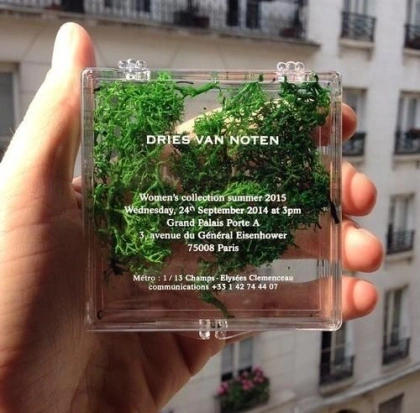 DRIES VAN NOTEN
Women's collection summer 2015
Wednesday, 24th September 2014 at 3pm
Grand Palais Porte A
3, avenue du Général Eisenhower
75008 Paris
Métro : 1 / 13 Champs - Elysées Clemenceau
communications +33 1 42 74 44 07